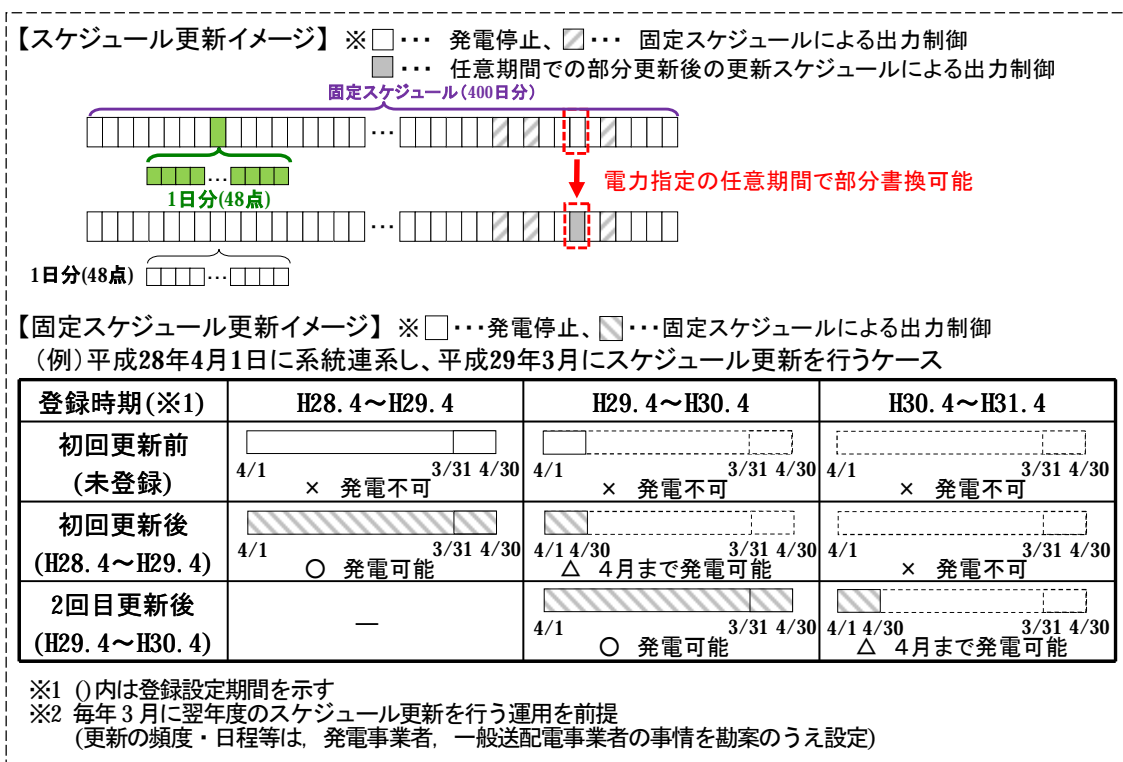 【スケジュール更新イメージ】 ※□・・・ 発電停止、▨・・・ 固定スケジュールによる出力制御
■・・・ 任意期間での部分更新後の更新スケジュールによる出力制御
固定スケジュール(400日分)
・・・
・・・
1日分(48点)
電力指定の任意期間で部分書換可能
・・・
1日分(48点) ・・・
【固定スケジュール更新イメージ】 ※□・・・発電停止、▧・・・固定スケジュールによる出力制御
(例)平成28年4月1日に系統連系し、平成29年3月にスケジュール更新を行うケース
登録時期(※1) H28.4～H29.4 H29.4～H30.4 H30.4～H31.4
初回更新前
(未登録)
4/1 3/31 4/30
× 発電不可
4/1 3/31 4/30
× 発電不可
4/1 3/31 4/30
× 発電不可
初回更新後
(H28.4～H29.4)
4/1 3/31 4/30
○ 発電可能
4/1 4/30 3/31 4/30
△ 4月まで発電可能
4/1 3/31 4/30
× 発電不可
2回目更新後
(H29.4～H30.4)
―
4/1 3/31 4/30
○ 発電可能
4/1 4/30 3/31 4/30
△ 4月まで発電可能
※1 ()内は登録設定期間を示す
※2 毎年3月に翌年度のスケジュール更新を行う運用を前提
(更新の頻度・日程等は，発電事業者，一般送配電事業者の事情を勘案のうえ設定)